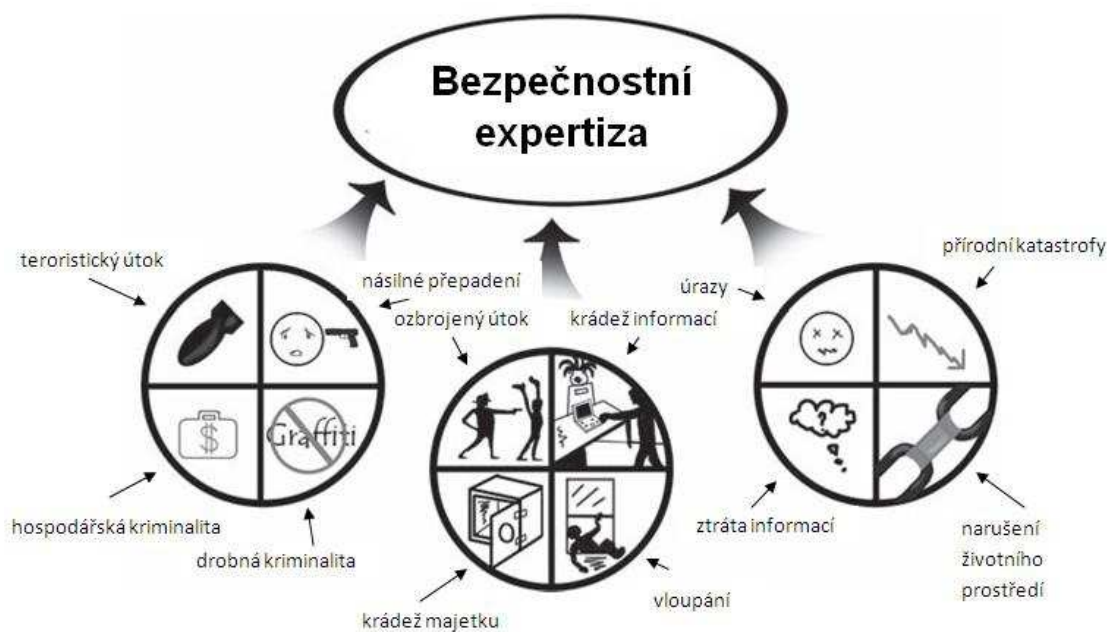 Bezpečnostní
expertiza
teroristický útok
násilné přepadení
ozbrojený útok
krádež informací
úrazy
přírodní katastrofy
$
Graffiti
?
hospodářská kriminalita
drobná kriminalita
krádež majetku
vloupání
ztráta informací
narušení
životního
prostředí